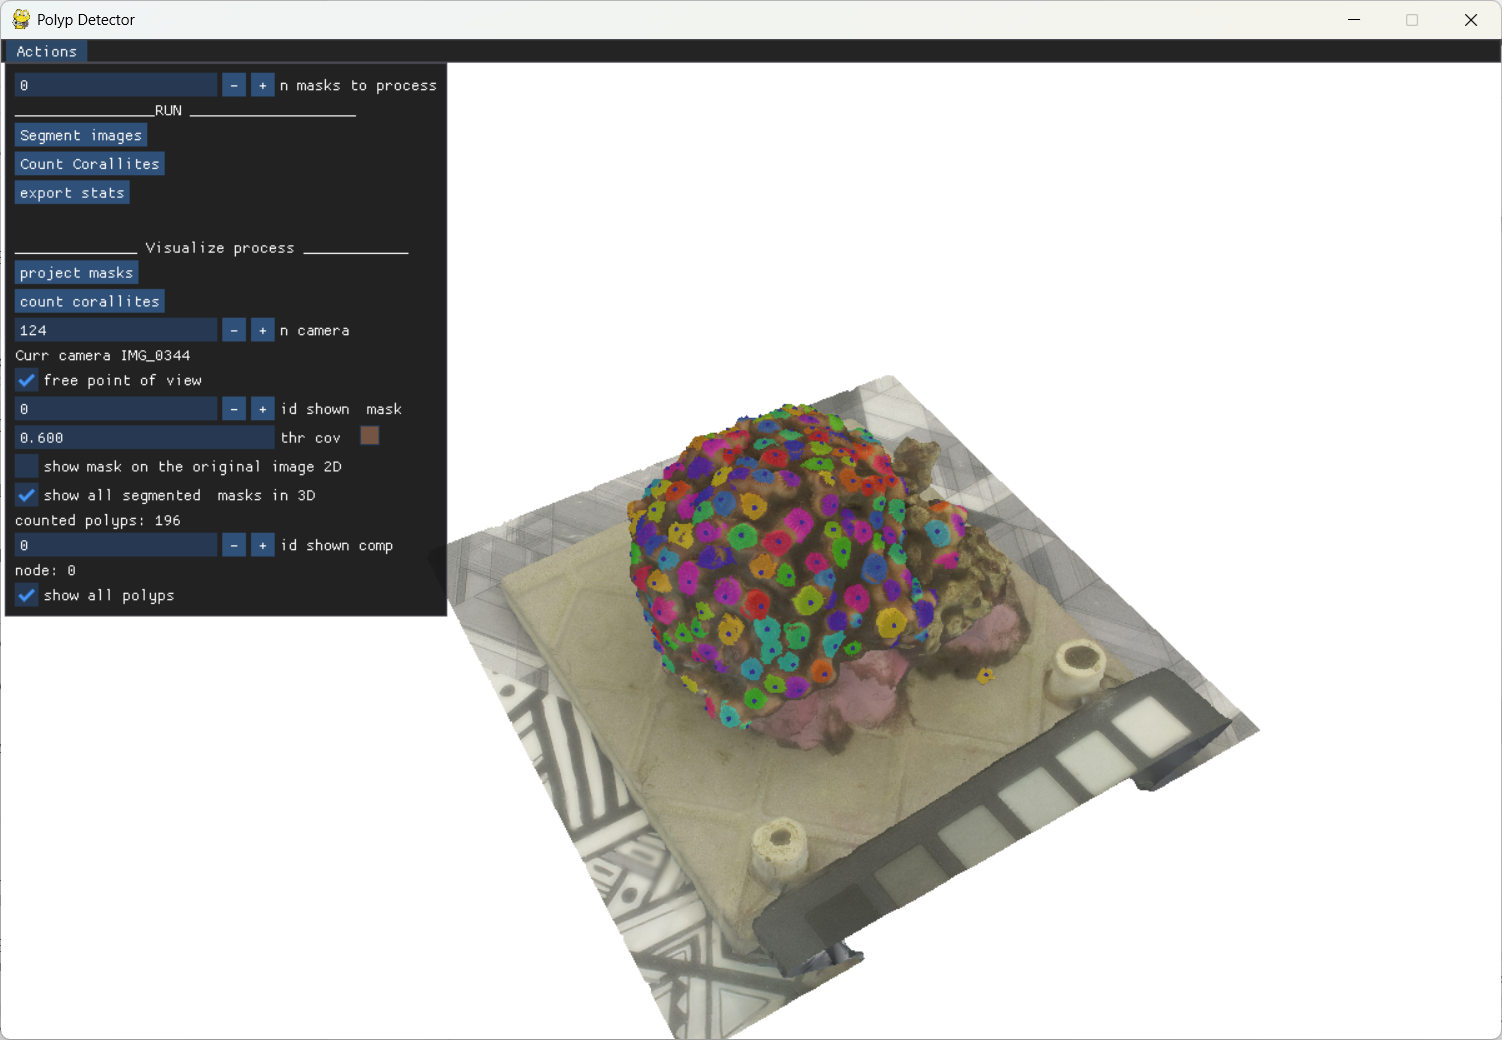 Polyp Detector
Actions
0 - + n masks to process
RUN
Segment images
Count Corallites
export stats
Visualize process
project masks
count corallites
124 - + n camera
Curr camera IMG_0344
free point of view
0 - + id shown mask
0.600 thr cov
show mask on the original image 2D
show all segmented masks in 3D
counted polyps: 196
0 - + id shown comp
node: 0
show all polyps